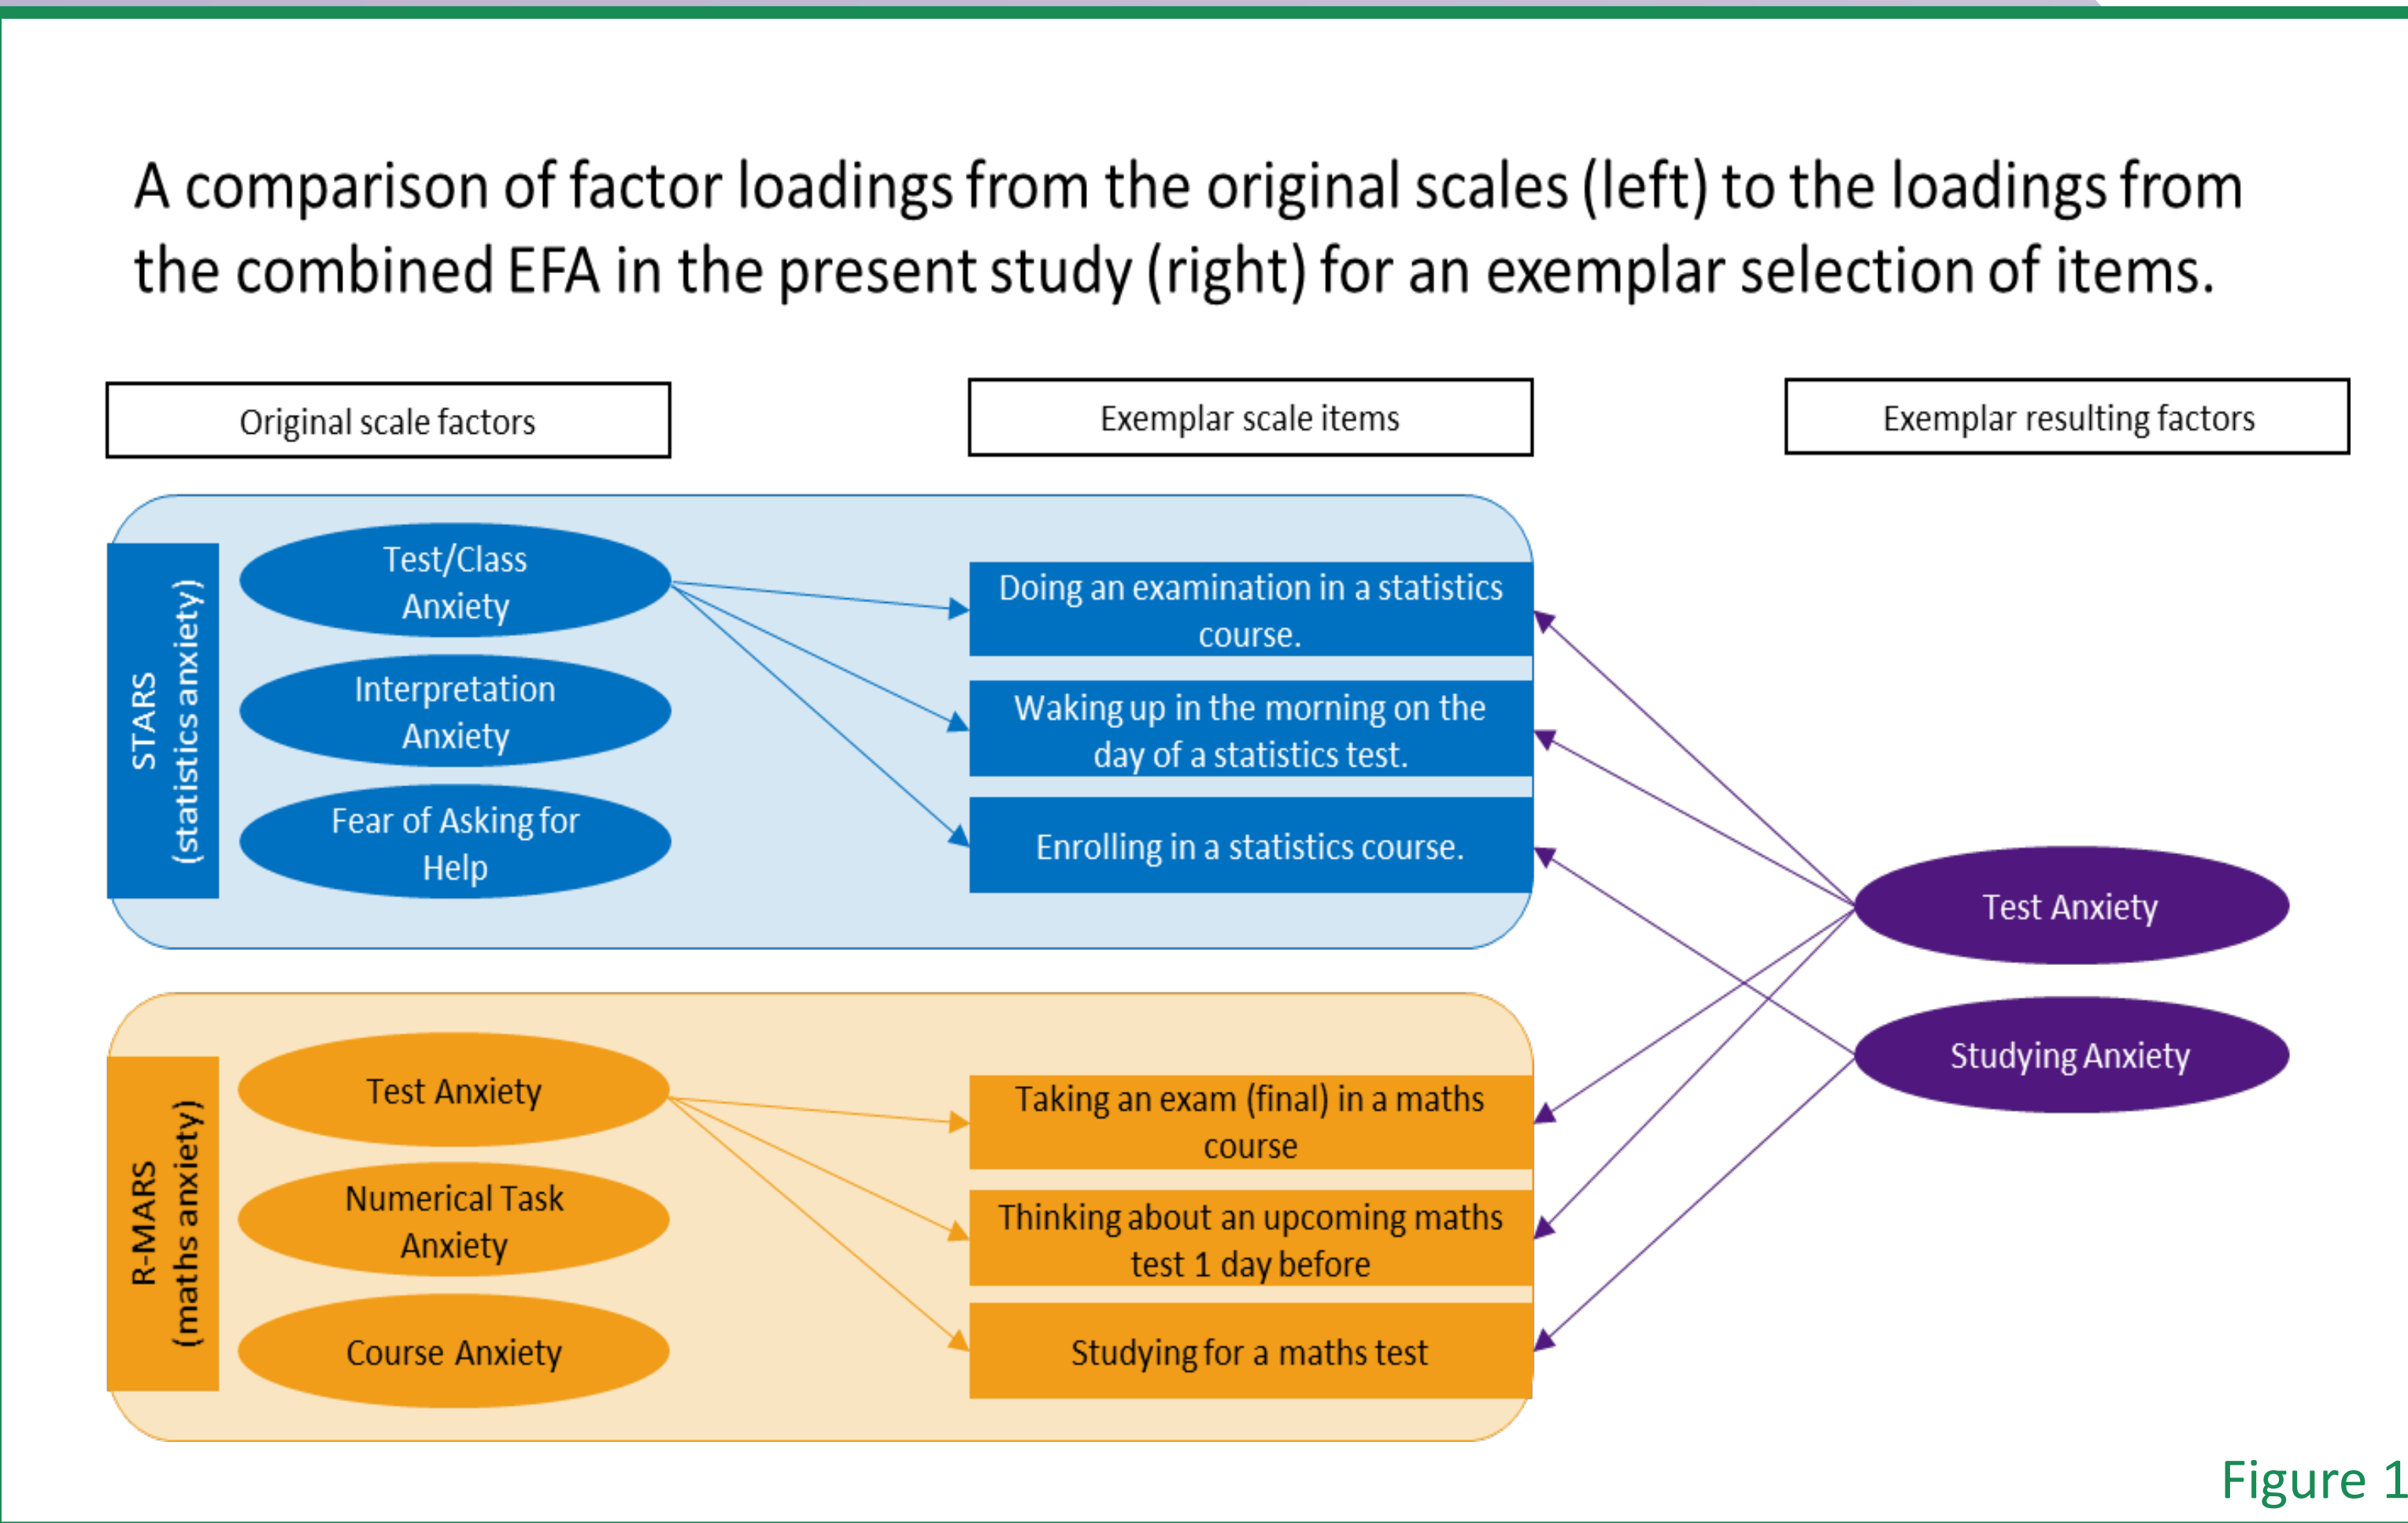 A comparison of factor loadings from the original scales (left) to the loadings from
the combined EFA in the present study (right) for an exemplar selection of items.
Original scale factors
Exemplar scale items
Exemplar resulting factors
STARS
(statistics anxiety)
Test/Class
Anxiety
Interpretation
Anxiety
Fear of Asking for
Help
Doing an examination in a statistics
course.
Waking up in the morning on the
day of a statistics test.
Enrolling in a statistics course.
R-MARS
(maths anxiety)
Test Anxiety
Numerical Task
Anxiety
Course Anxiety
Taking an exam (final) in a maths
course
Thinking about an upcoming maths
test 1 day before
Studying for a maths test
Test Anxiety
Studying Anxiety
Figure 1